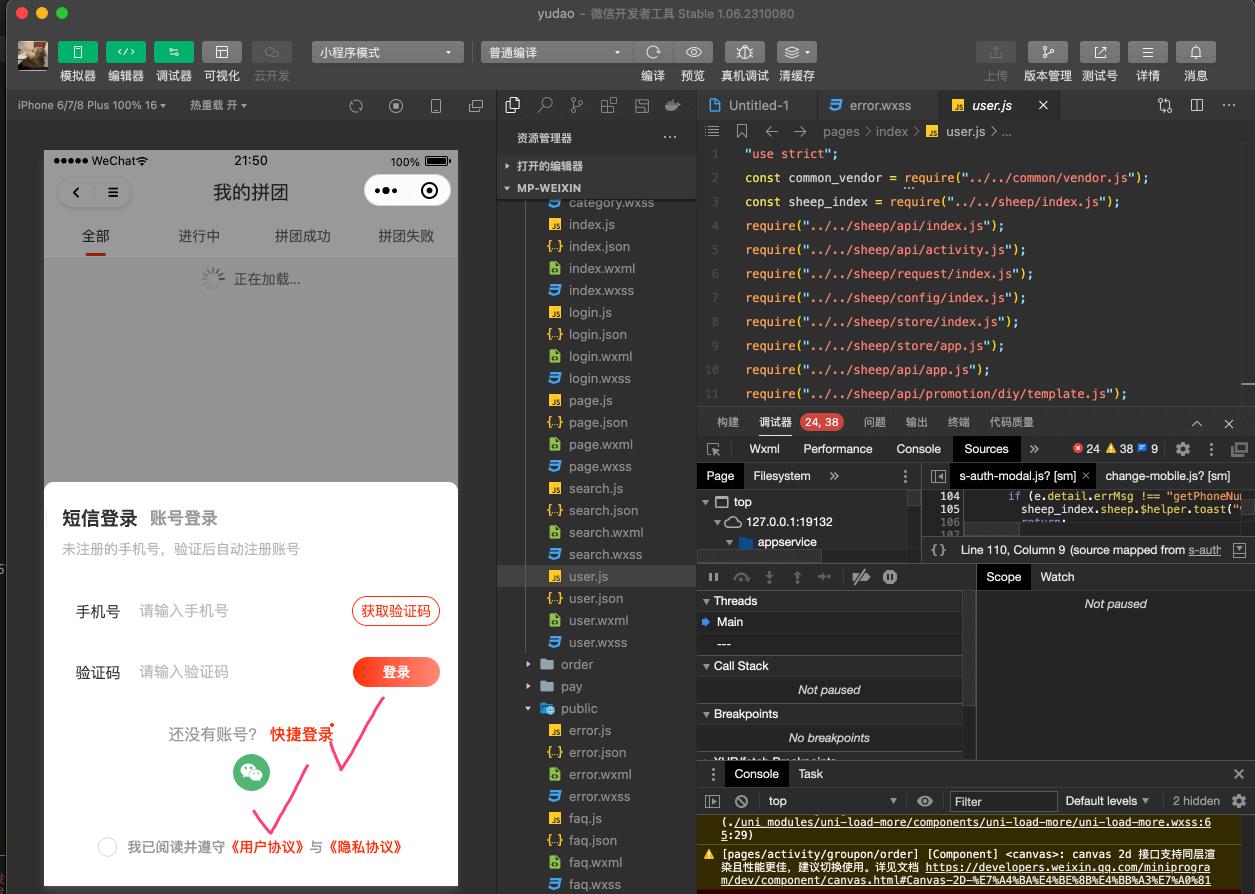 yudao - 微信开发者工具 Stable 1.06.2310080
模拟器 编辑器 调试器 可视化 云开发
小程序模式
普通编译
编译 预览 真机调试 清缓存
上传 版本管理 测试号 详情 消息
iPhone 6/7/8 Plus 100% 16
热重载 开
WeChat
21:50
100%
我的拼团
全部 进行中 拼团成功 拼团失败
正在加载...
短信登录 账号登录
未注册的手机号，验证后自动注册账号
手机号 请输入手机号 获取验证码
验证码 请输入验证码 登录
还没有账号? 快捷登录
我已阅读并遵守《用户协议》与《隐私协议》
资源管理器
打开的编辑器
MP-WEIXIN
category.wxss
index.js
index.json
index.wxml
index.wxss
login.js
login.json
login.wxml
login.wxss
page.js
page.json
page.wxml
page.wxss
search.js
search.json
search.wxml
search.wxss
user.js
user.json
user.wxml
user.wxss
order
pay
public
error.js
error.json
error.wxml
error.wxss
faq.js
faq.json
faq.wxml
faq.wxss
Untitled-1
error.wxss
user.js
pages > index > user.js > ...
1 "use strict";
2 const common_vendor = require("../../common/vendor.js");
3 const sheep_index = require("../../sheep/index.js");
4 require("../../sheep/api/index.js");
5 require("../../sheep/api/activity.js");
6 require("../../sheep/request/index.js");
7 require("../../sheep/config/index.js");
8 require("../../sheep/store/index.js");
9 require("../../sheep/store/app.js");
10 require("../../sheep/api/app.js");
11 require("../../sheep/api/promotion/diy/template.js");
构建 调试器 24, 38 问题 输出 终端 代码质量
Wxml Performance Console Sources
24 38 9
Page Filesystem
s-auth-modal.js? [sm] change-mobile.js? [sm]
top
127.0.0.1:19132
appservice
104 if (e.detail.errMsg !== "getPhoneNu
105 sheep_index.sheep.$helper.toast("
106 return;
107
{} Line 110, Column 9 (source mapped from s-auth
Scope Watch
Not paused
Threads
Main
---
Call Stack
Not paused
Breakpoints
No breakpoints
XHR/fetch Breakpoints
Console Task
top
Filter
Default levels
2 hidden
(./uni_modules/uni-load-more/components/uni-load-more/uni-load-more.wxss:6
5:29)
[pages/activity/groupon/order] [Component] <canvas>: canvas 2d 接口支持同层渲
染且性能更佳，建议切换使用。详见文档 https://developers.weixin.qq.com/miniprogra
m/dev/component/canvas.html#Canvas-2D-%E7%A4%BA%E4%BE%8B%E4%BB%A3%E7%A0%81